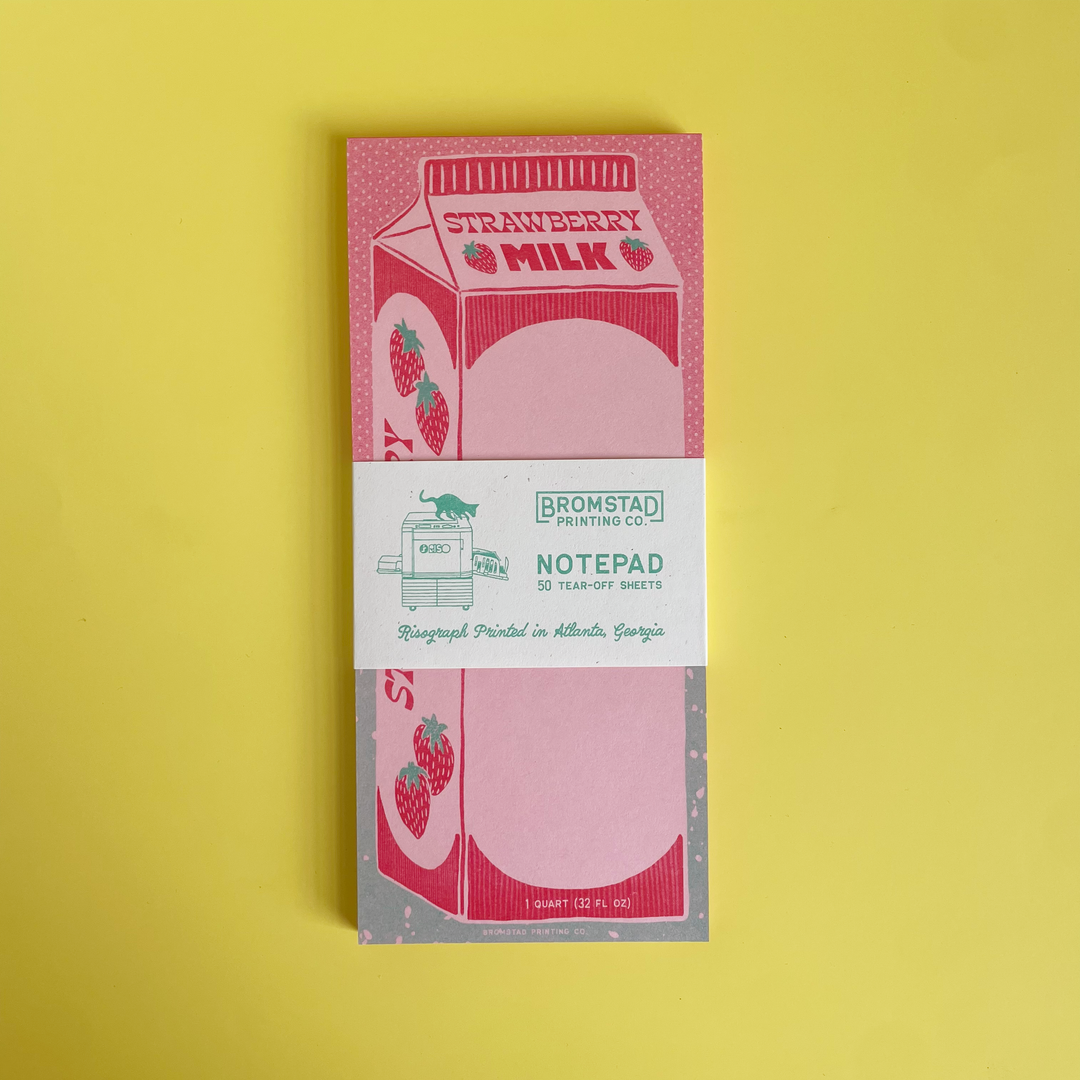 STRAWBERRY
MILK
BROMSTAD
PRINTING CO.
RISO
NOTEPAD
50 TEAR-OFF SHEETS
Risograph Printed in Atlanta, Georgia
1 QUART (32 FL OZ)
BROMSTAD PRINTING CO.